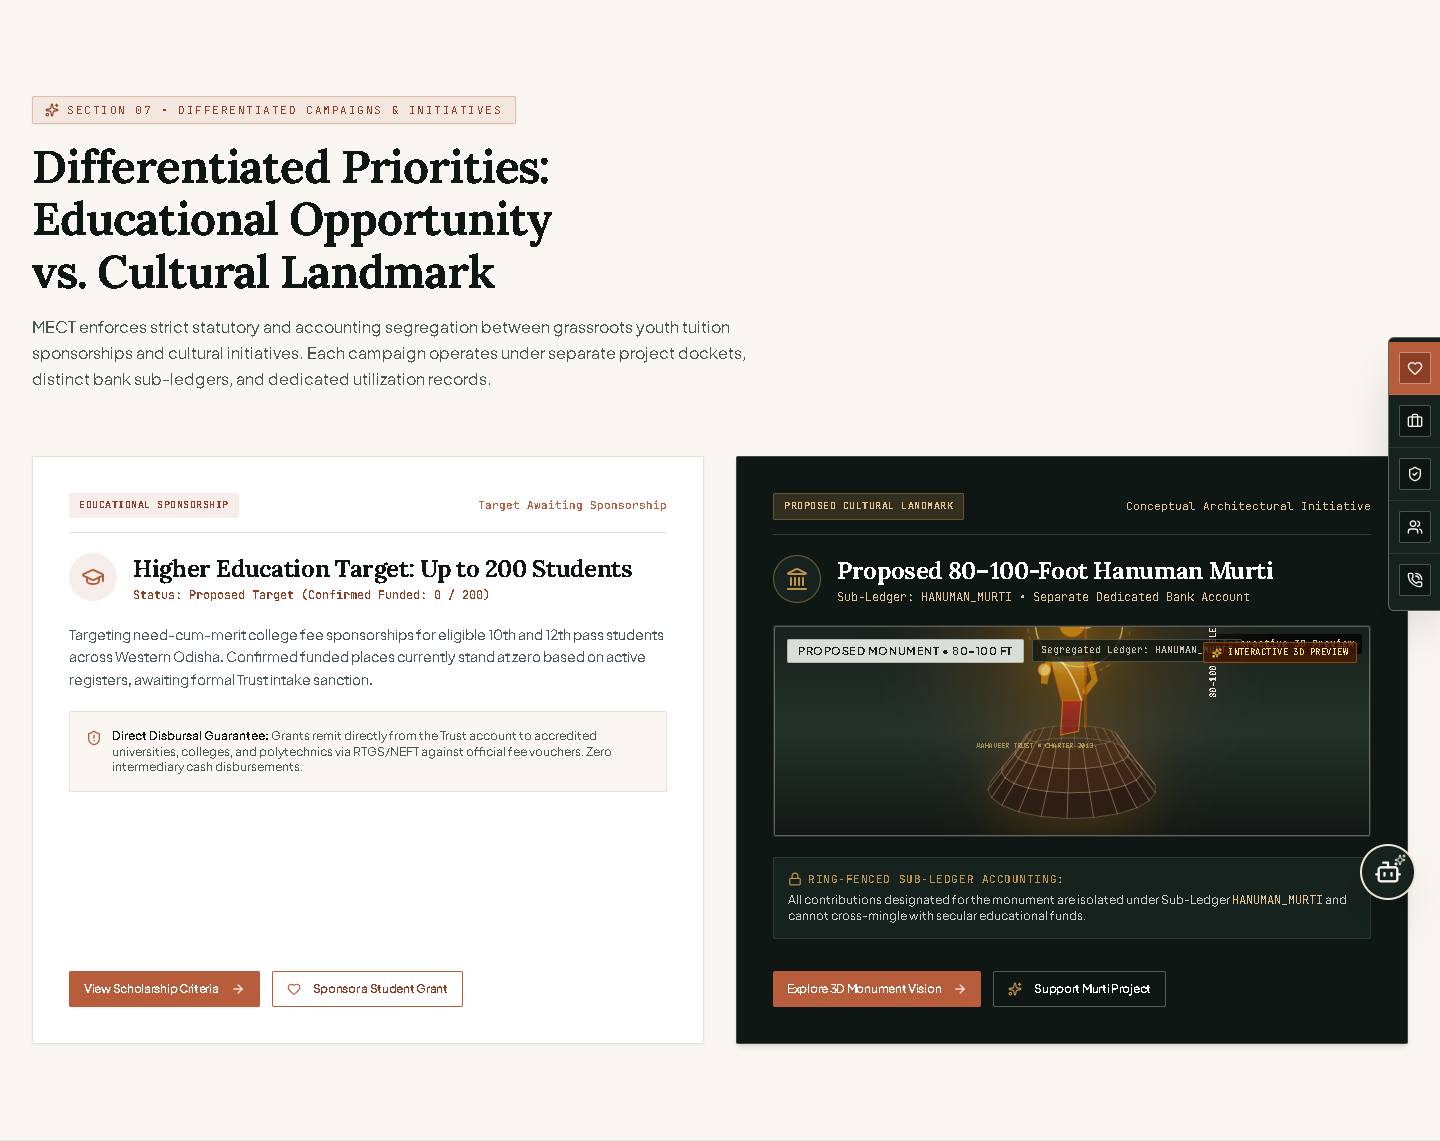 SECTION 07 • DIFFERENTIATED CAMPAIGNS & INITIATIVES
Differentiated Priorities:
Educational Opportunity
vs. Cultural Landmark
MECT enforces strict statutory and accounting segregation between grassroots youth tuition
sponsorships and cultural initiatives. Each campaign operates under separate project dockets,
distinct bank sub-ledgers, and dedicated utilization records.
EDUCATIONAL SPONSORSHIP
Target Awaiting Sponsorship
Higher Education Target: Up to 200 Students
Status: Proposed Target (Confirmed Funded: 0 / 200)
Targeting need-cum-merit college fee sponsorships for eligible 10th and 12th pass students
across Western Odisha. Confirmed funded places currently stand at zero based on active
registers, awaiting formal Trust intake sanction.
Direct Disbursal Guarantee: Grants remit directly from the Trust account to accredited
universities, colleges, and polytechnics via RTGS/NEFT against official fee vouchers. Zero
intermediary cash disbursements.
View Scholarship Criteria
Sponsor a Student Grant
PROPOSED CULTURAL LANDMARK
Conceptual Architectural Initiative
Proposed 80–100-Foot Hanuman Murti
Sub-Ledger: HANUMAN_MURTI • Separate Dedicated Bank Account
PROPOSED MONUMENT • 80–100 FT
Segregated Ledger: HANUMAN_
INTERACTIVE 3D PREVIEW
80-100
MAHAVEER TRUST • CHARTER 2013
RING-FENCED SUB-LEDGER ACCOUNTING:
All contributions designated for the monument are isolated under Sub-Ledger HANUMAN_MURTI and
cannot cross-mingle with secular educational funds.
Explore 3D Monument Vision
Support Murti Project